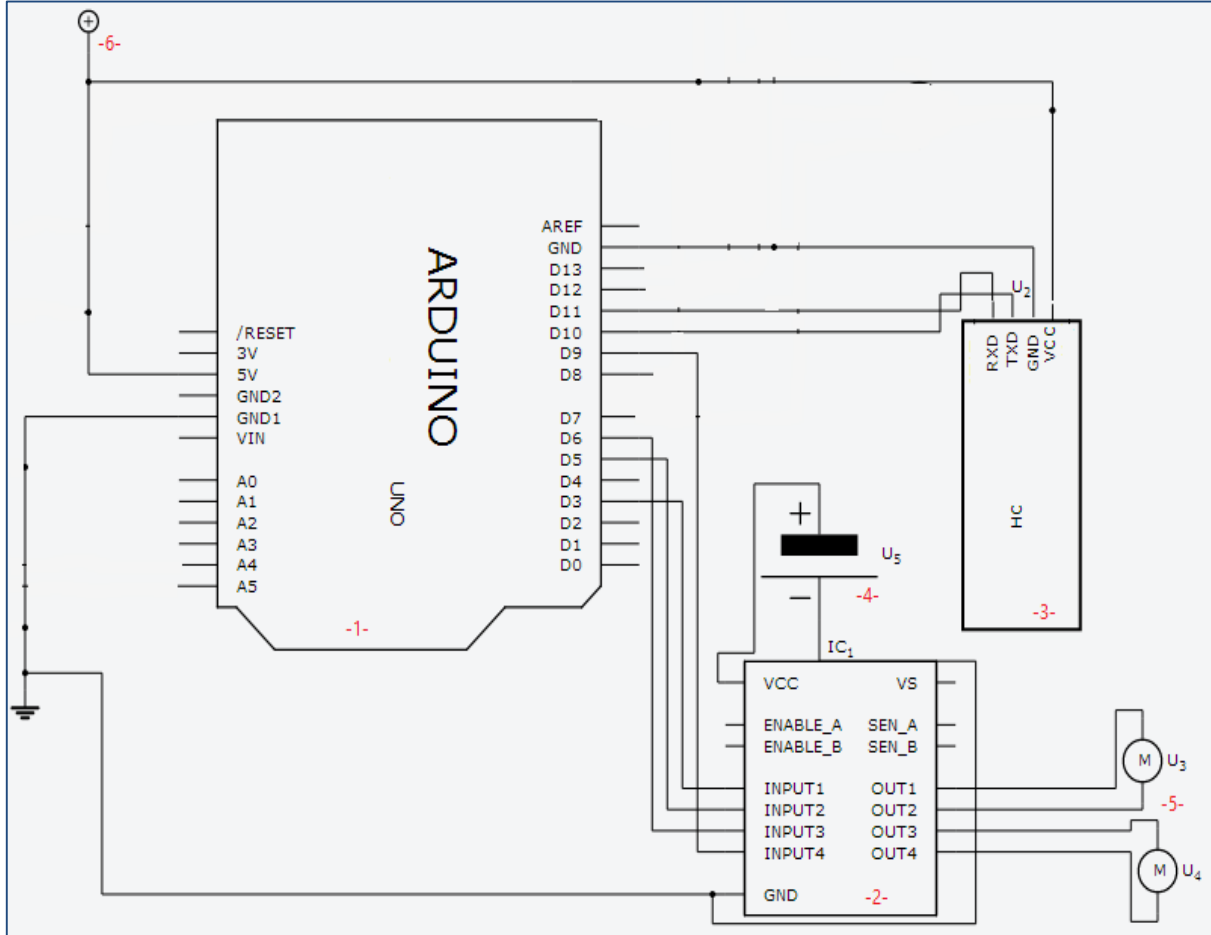 -6-
AREF
GND
D13
D12
D11
D10
D9
D8
D7
D6
D5
D4
D3
D2
D1
D0
/RESET
3V
5V
GND2
GND1
VIN
A0
A1
A2
A3
A4
A5
ARDUINO
UNO
-1-
U2
RXD
TXD
GND
VCC
HC
-3-
+
U5
-4-
−
IC1
VCC
VS
ENABLE_A
SEN_A
ENABLE_B
SEN_B
INPUT1
OUT1
INPUT2
OUT2
INPUT3
OUT3
INPUT4
OUT4
GND
-2-
M
U3
-5-
M
U4